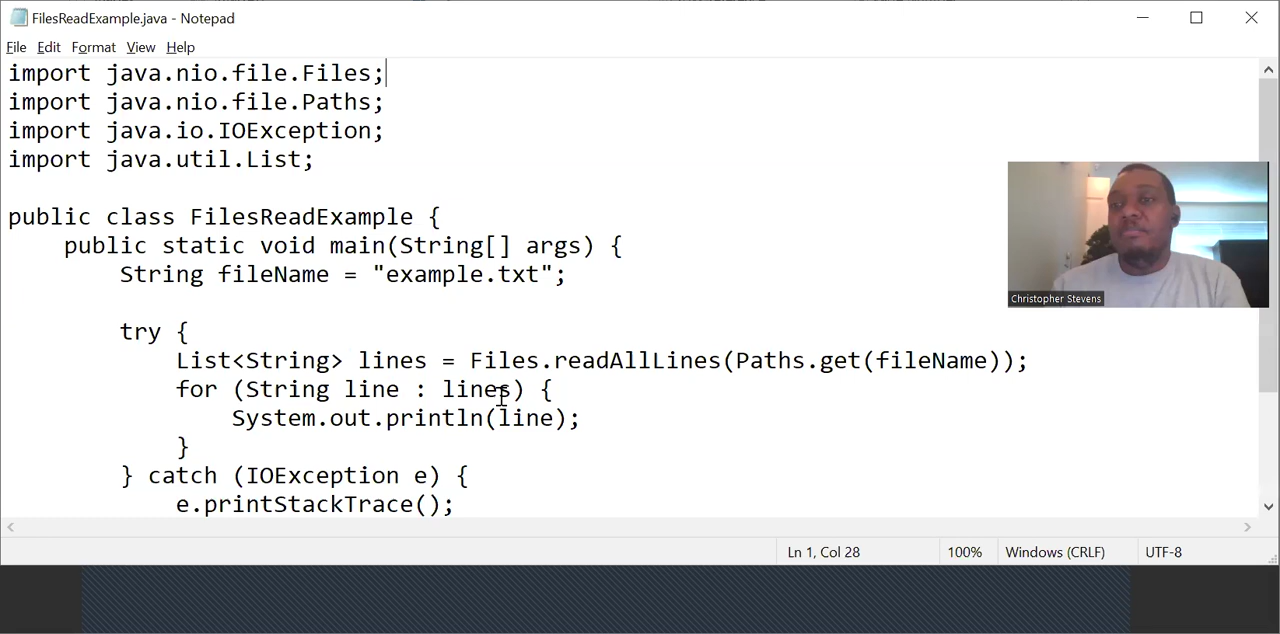 FilesReadExample.java - Notepad
File Edit Format View Help
import java.nio.file.Files;
import java.nio.file.Paths;
import java.io.IOException;
import java.util.List;
public class FilesReadExample {
    public static void main(String[] args) {
        String fileName = "example.txt";
        try {
            List<String> lines = Files.readAllLines(Paths.get(fileName));
            for (String line : lines) {
                System.out.println(line);
            }
        } catch (IOException e) {
            e.printStackTrace();
Christopher Stevens
Ln 1, Col 28 100% Windows (CRLF) UTF-8